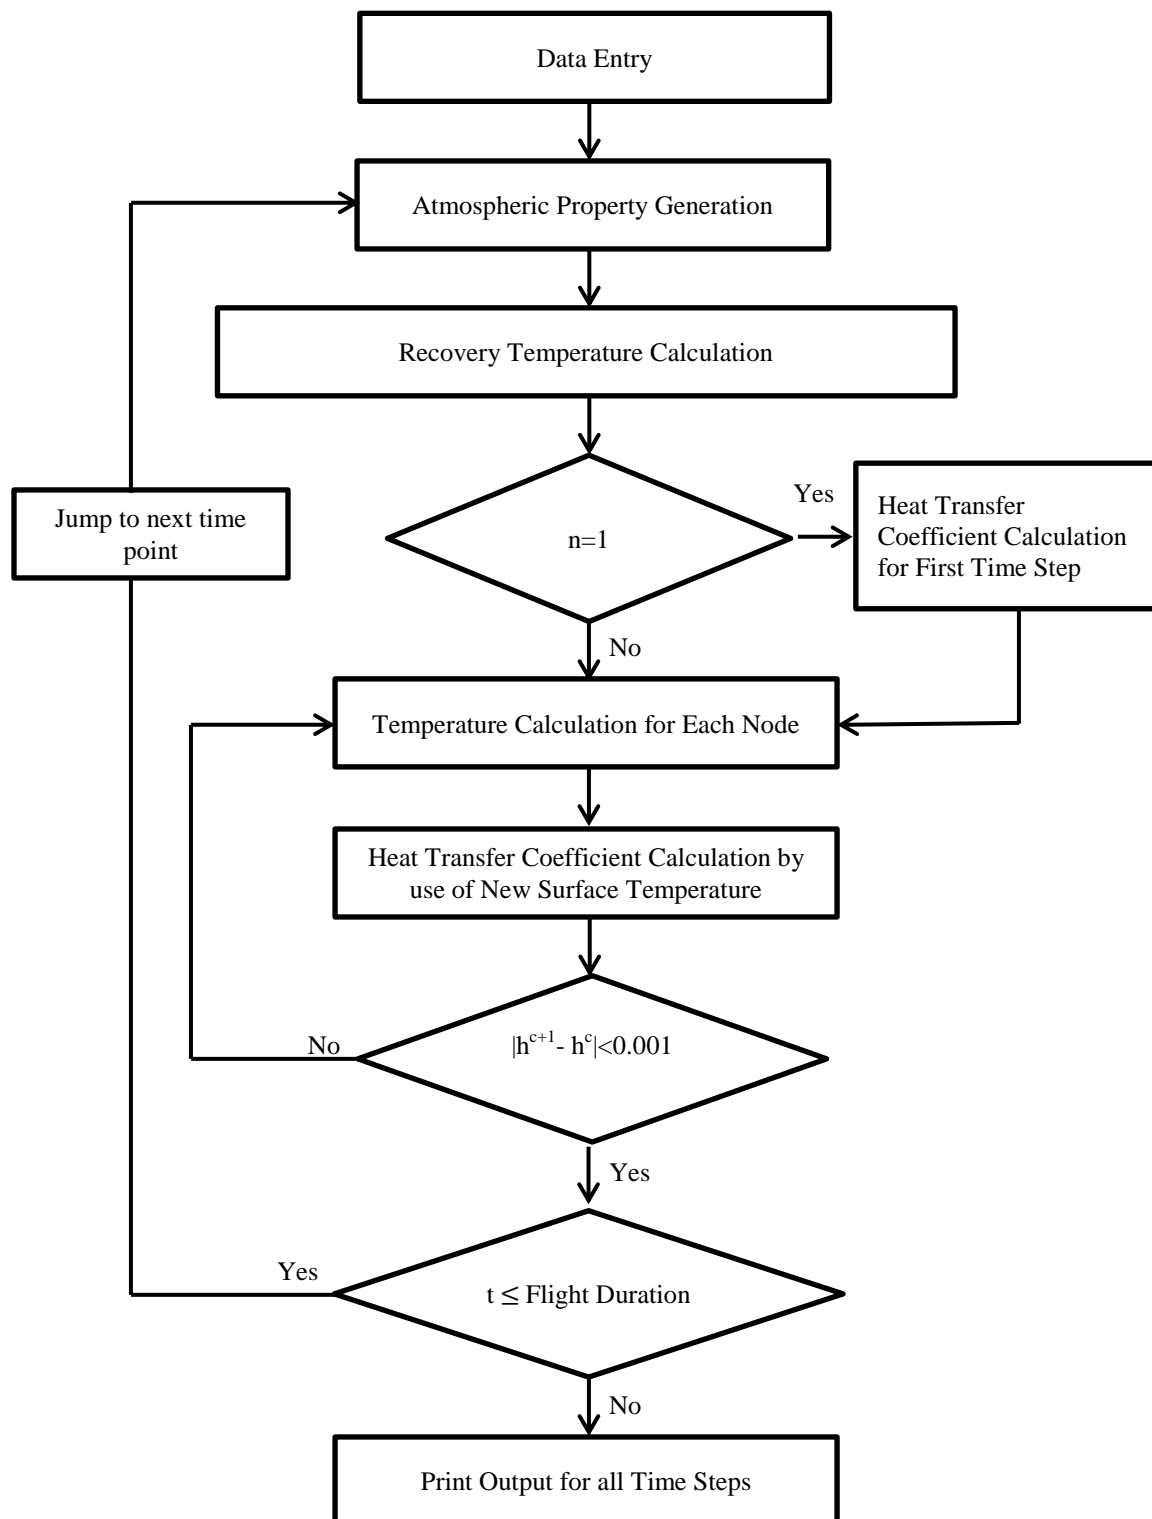 Data Entry
Atmospheric Property Generation
Recovery Temperature Calculation
Jump to next time
point
n=1
Yes
Heat Transfer
Coefficient Calculation
for First Time Step
No
Temperature Calculation for Each Node
Heat Transfer Coefficient Calculation by
use of New Surface Temperature
|h^{c+1}- h^{c}|<0.001
No
Yes
Yes
t ≤ Flight Duration
No
Print Output for all Time Steps